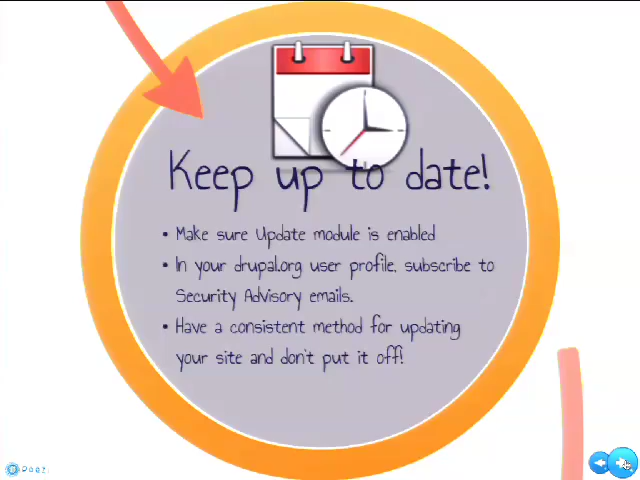 Keep up to date!
• Make sure Update module is enabled
• In your drupal.org user profile, subscribe to
Security Advisory emails.
• Have a consistent method for updating
your site and don't put it off!
Prezi